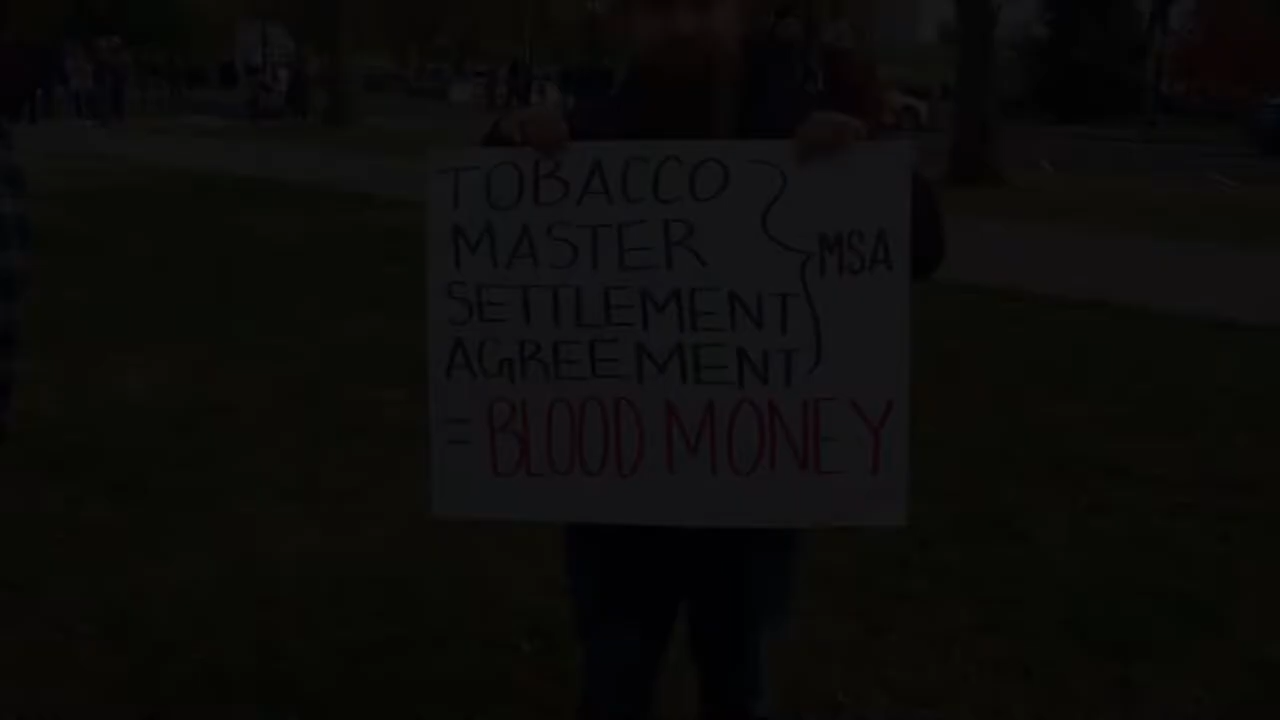 TOBACCO
MASTER
SETTLEMENT
AGREEMENT
MSA
= BLOOD MONEY